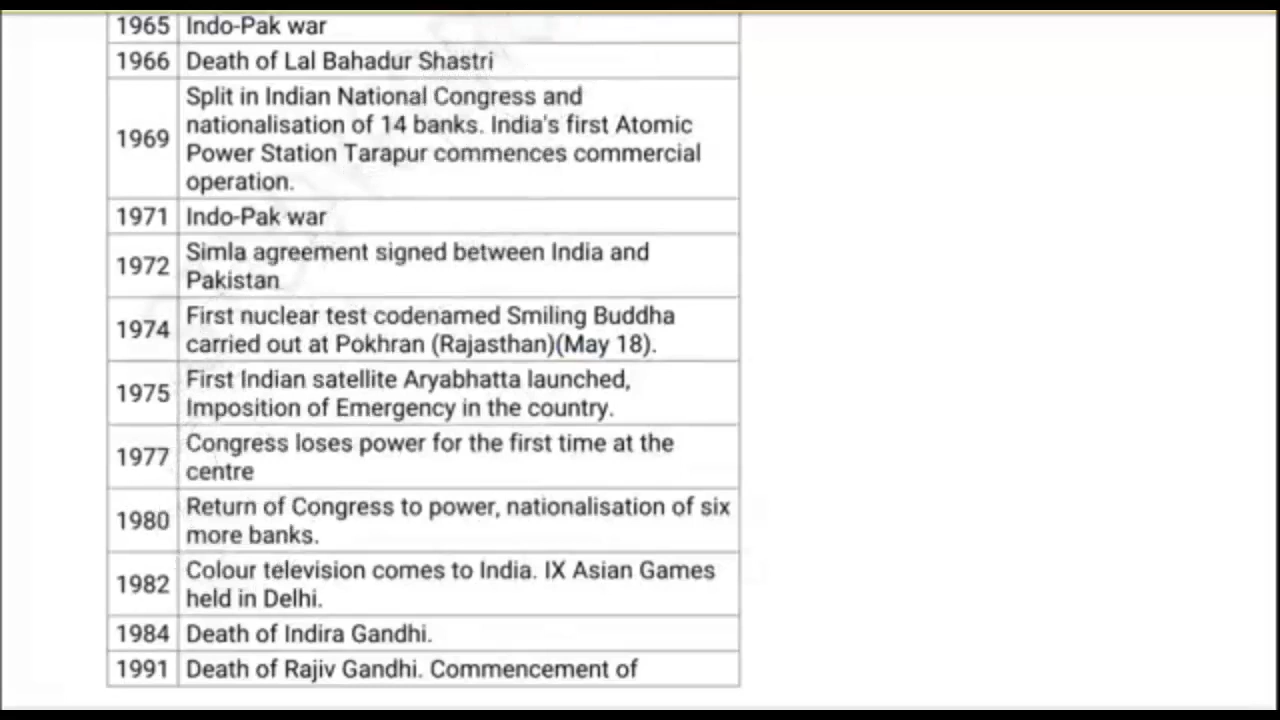 1965 Indo-Pak war
1966 Death of Lal Bahadur Shastri
1969 Split in Indian National Congress and
nationalisation of 14 banks. India's first Atomic
Power Station Tarapur commences commercial
operation.
1971 Indo-Pak war
1972 Simla agreement signed between India and
Pakistan
1974 First nuclear test codenamed Smiling Buddha
carried out at Pokhran (Rajasthan)(May 18).
1975 First Indian satellite Aryabhatta launched,
Imposition of Emergency in the country.
1977 Congress loses power for the first time at the
centre
1980 Return of Congress to power, nationalisation of six
more banks.
1982 Colour television comes to India. IX Asian Games
held in Delhi.
1984 Death of Indira Gandhi.
1991 Death of Rajiv Gandhi. Commencement of